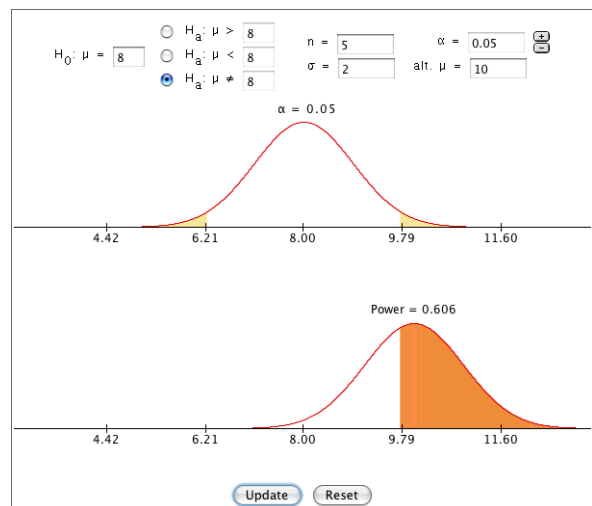 Hₐ: μ > 8
H₀: μ = 8
Hₐ: μ < 8
Hₐ: μ ≠ 8
n = 5
α = 0.05
σ = 2
alt. μ = 10
α = 0.05
4.42 6.21 8.00 9.79 11.60
Power = 0.606
4.42 6.21 8.00 9.79 11.60
Update Reset